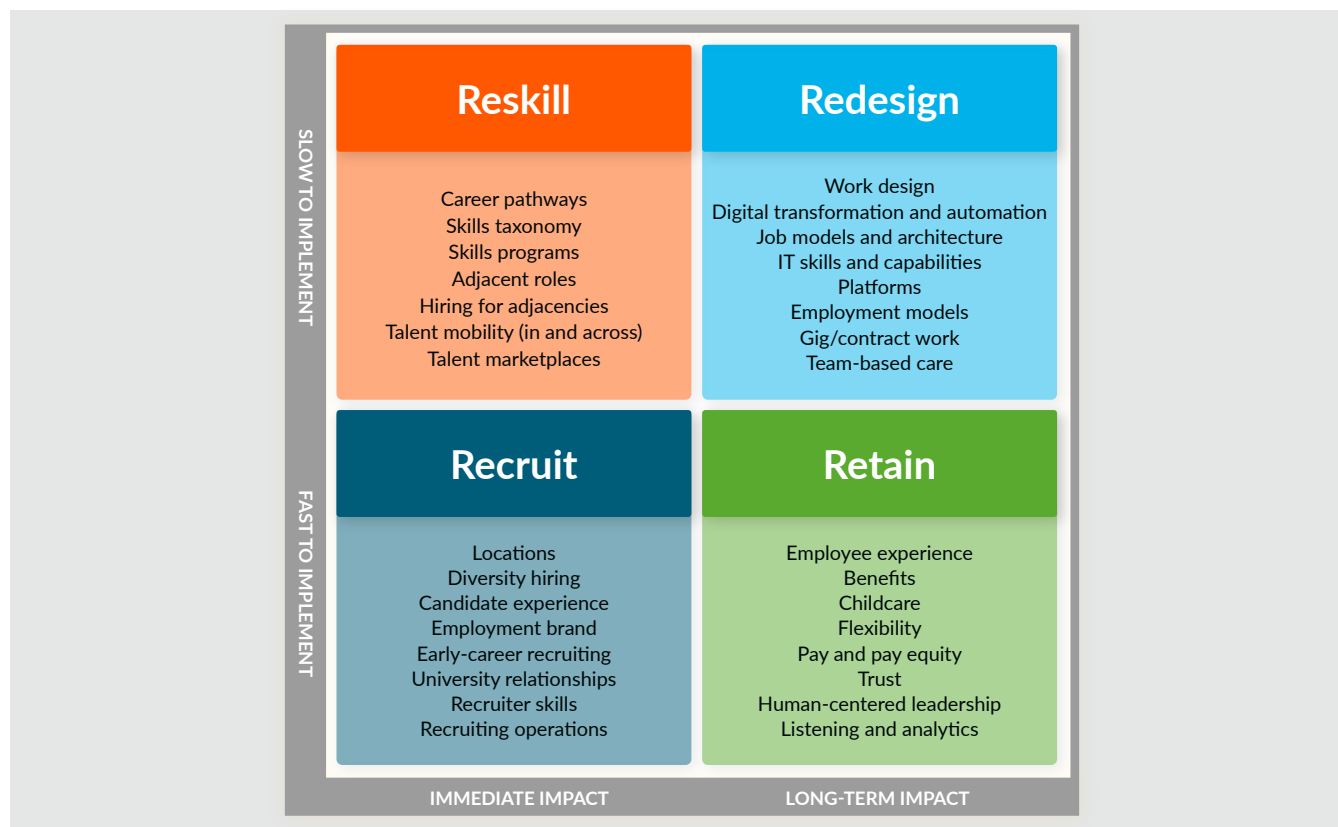 SLOW TO IMPLEMENT
Reskill
Career pathways
Skills taxonomy
Skills programs
Adjacent roles
Hiring for adjacencies
Talent mobility (in and across)
Talent marketplaces
Redesign
Work design
Digital transformation and automation
Job models and architecture
IT skills and capabilities
Platforms
Employment models
Gig/contract work
Team-based care
FAST TO IMPLEMENT
Recruit
Locations
Diversity hiring
Candidate experience
Employment brand
Early-career recruiting
University relationships
Recruiter skills
Recruiting operations
Retain
Employee experience
Benefits
Childcare
Flexibility
Pay and pay equity
Trust
Human-centered leadership
Listening and analytics
IMMEDIATE IMPACT
LONG-TERM IMPACT